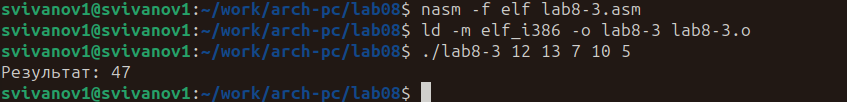 svivanov1@svivanov1:~/work/arch-pc/lab08$ nasm -f elf lab8-3.asm
svivanov1@svivanov1:~/work/arch-pc/lab08$ ld -m elf_i386 -o lab8-3 lab8-3.o
svivanov1@svivanov1:~/work/arch-pc/lab08$ ./lab8-3 12 13 7 10 5
Результат: 47
svivanov1@svivanov1:~/work/arch-pc/lab08$